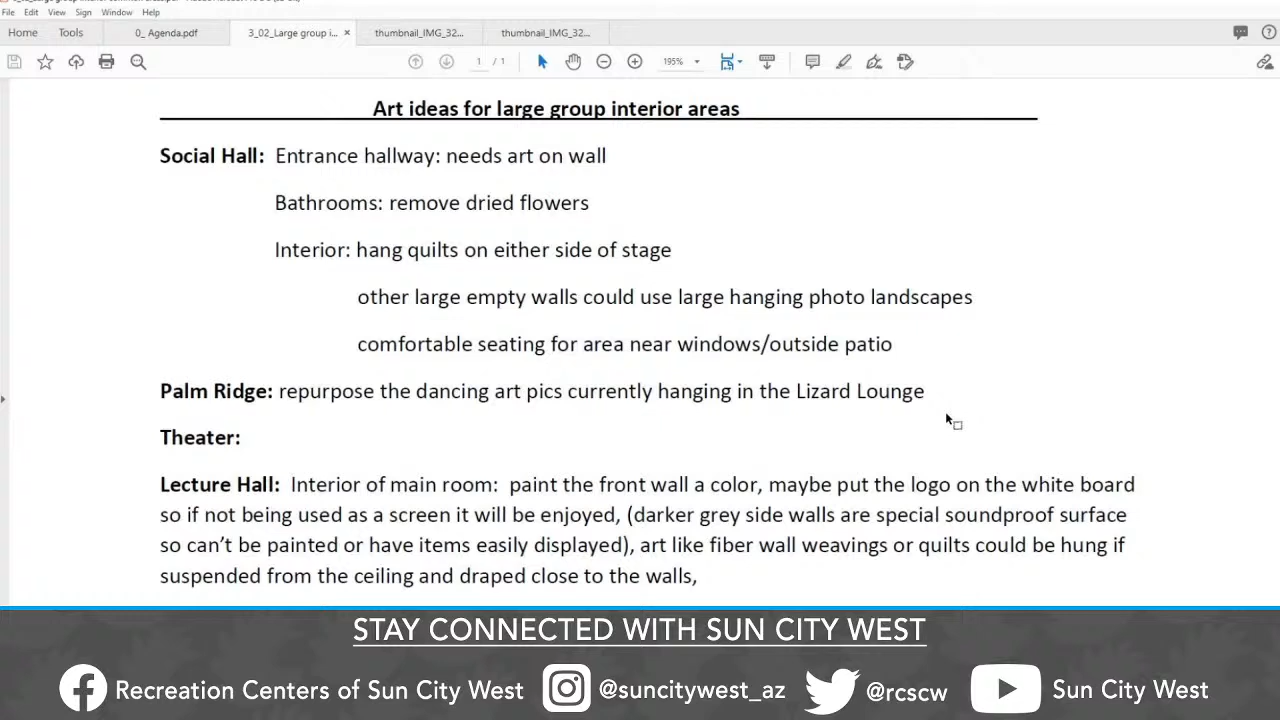 File Edit View Sign Window Help
Home Tools 0_ Agenda.pdf 3_02_Large group i... × thumbnail_IMG_32... thumbnail_IMG_32...
1 / 1 195%
Art ideas for large group interior areas
Social Hall: Entrance hallway: needs art on wall
Bathrooms: remove dried flowers
Interior: hang quilts on either side of stage
other large empty walls could use large hanging photo landscapes
comfortable seating for area near windows/outside patio
Palm Ridge: repurpose the dancing art pics currently hanging in the Lizard Lounge
Theater:
Lecture Hall: Interior of main room: paint the front wall a color, maybe put the logo on the white board
so if not being used as a screen it will be enjoyed, (darker grey side walls are special soundproof surface
so can't be painted or have items easily displayed), art like fiber wall weavings or quilts could be hung if
suspended from the ceiling and draped close to the walls,
STAY CONNECTED WITH SUN CITY WEST
Recreation Centers of Sun City West @suncitywest_az @rcscw Sun City West